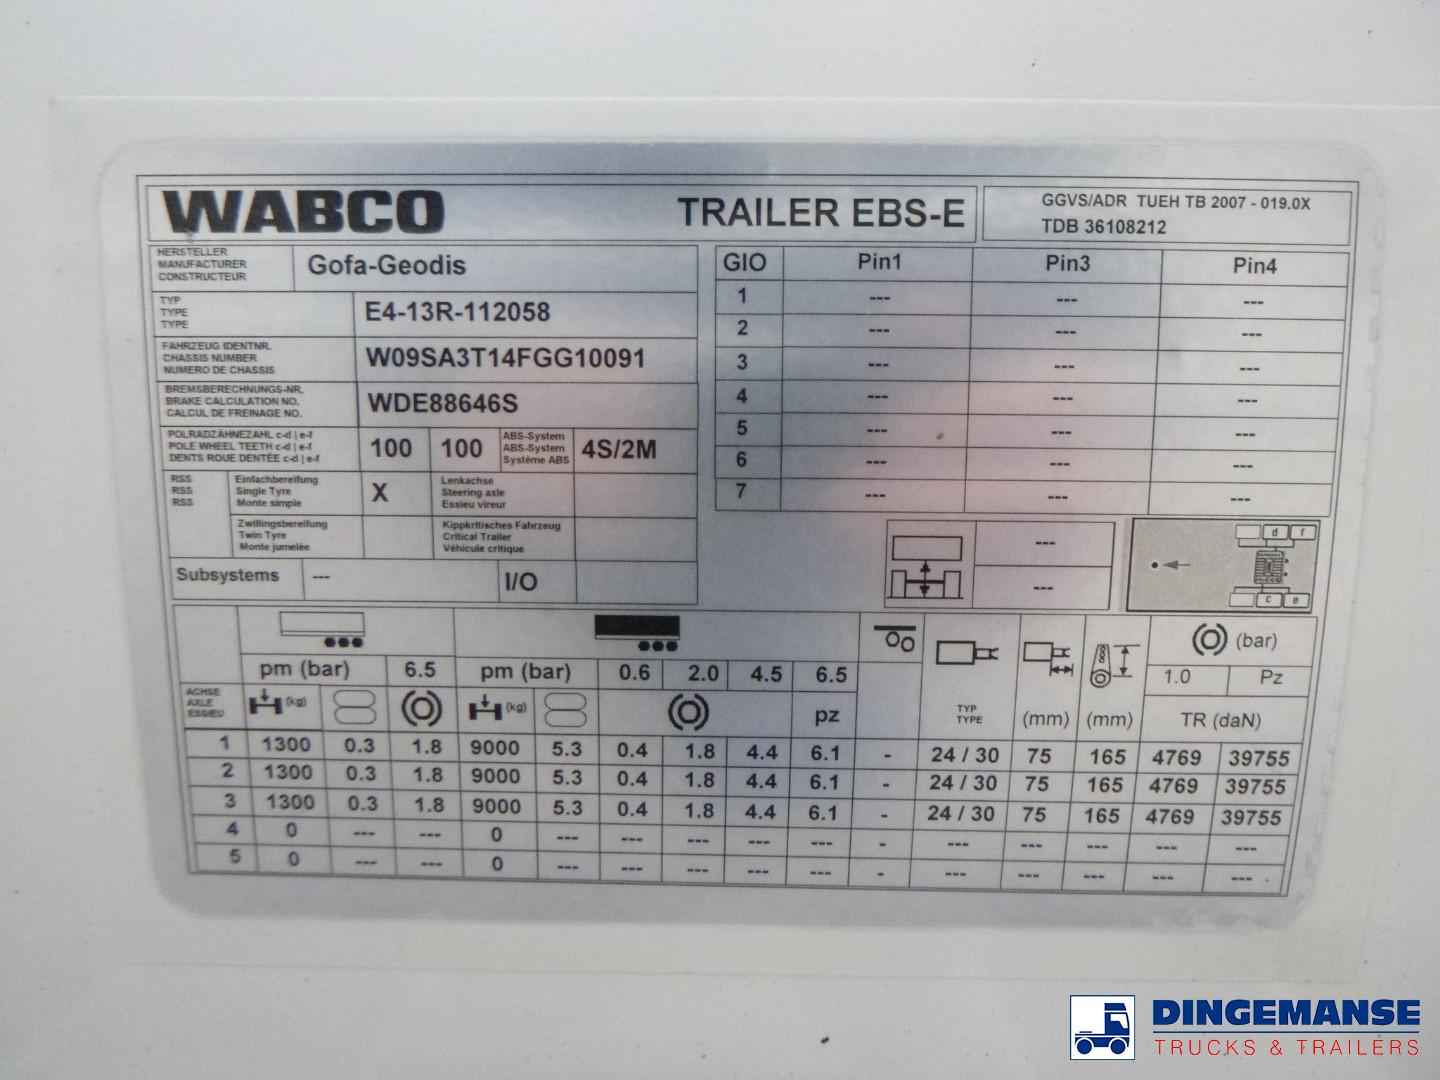 WABCO TRAILER EBS-E GGVS/ADR TUEH TB 2007 - 019.0X
TDB 36108212
HERSTELLER
MANUFACTURER
CONSTRUCTEUR
Gofa-Geodis
TYP
TYPE
TYPE
E4-13R-112058
FAHRZEUG IDENTNR.
CHASSIS NUMBER
NUMERO DE CHASSIS
W09SA3T14FGG10091
BREMSBERECHNUNGS-NR.
BRAKE CALCULATION NO.
CALCUL DE FREINAGE NO.
WDE88646S
POLRADZÄHNEZAHL c-d | e-f
POLE WHEEL TEETH c-d | e-f
DENTS ROUE DENTÉE c-d | e-f
100 100
ABS-System
ABS-System
Système ABS
4S/2M
RSS
RSS
RSS
Einfachbereifung
Single Tyre
Monte simple
X
Lenkachse
Steering axle
Essieu vireur
Zwillingsbereifung
Twin Tyre
Monte jumelée
Kippkritisches Fahrzeug
Critical Trailer
Véhicule critique
Subsystems --- I/O
GIO Pin1 Pin3 Pin4
1 --- --- ---
2 --- --- ---
3 --- --- ---
4 --- --- ---
5 --- --- ---
6 --- --- ---
7 --- --- ---
---
---
d f
c e
(bar)
pm (bar) 6.5 pm (bar) 0.6 2.0 4.5 6.5 1.0 Pz
ACHSE
AXLE
ESSIEU
(kg) (kg) pz
TYP
TYPE
(mm) (mm) TR (daN)
1 1300 0.3 1.8 9000 5.3 0.4 1.8 4.4 6.1 - 24 / 30 75 165 4769 39755
2 1300 0.3 1.8 9000 5.3 0.4 1.8 4.4 6.1 - 24 / 30 75 165 4769 39755
3 1300 0.3 1.8 9000 5.3 0.4 1.8 4.4 6.1 - 24 / 30 75 165 4769 39755
4 0 --- --- 0 --- --- --- --- --- - --- --- --- --- ---
5 0 --- --- 0 --- --- --- --- --- - --- --- --- --- ---
DINGEMANSE
TRUCKS & TRAILERS